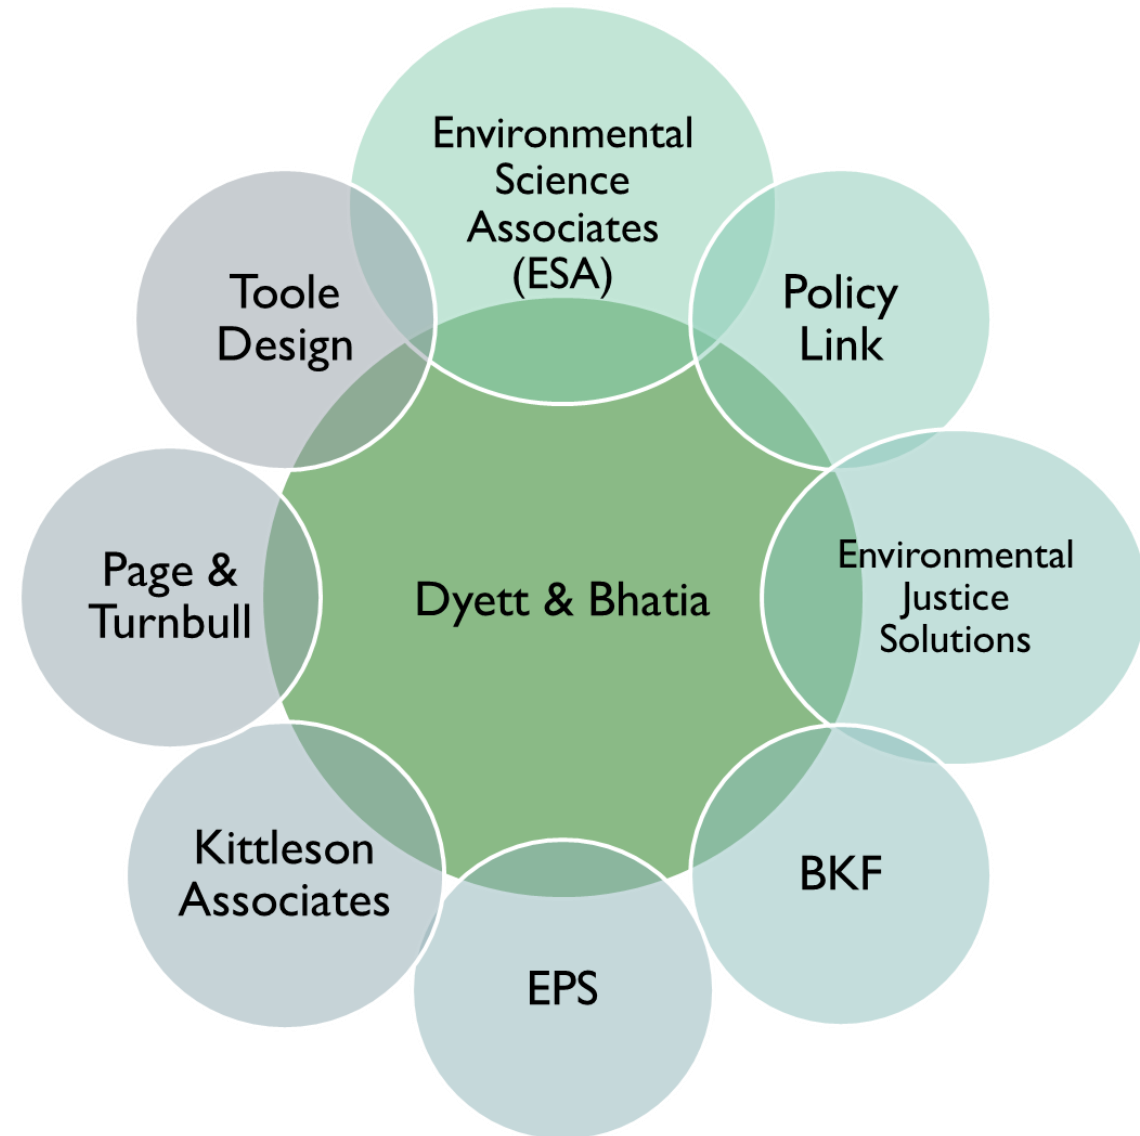 Environmental
Science
Associates
(ESA)
Toole
Design
Policy
Link
Environmental
Justice
Solutions
Page &
Turnbull
Dyett & Bhatia
Kittleson
Associates
BKF
EPS